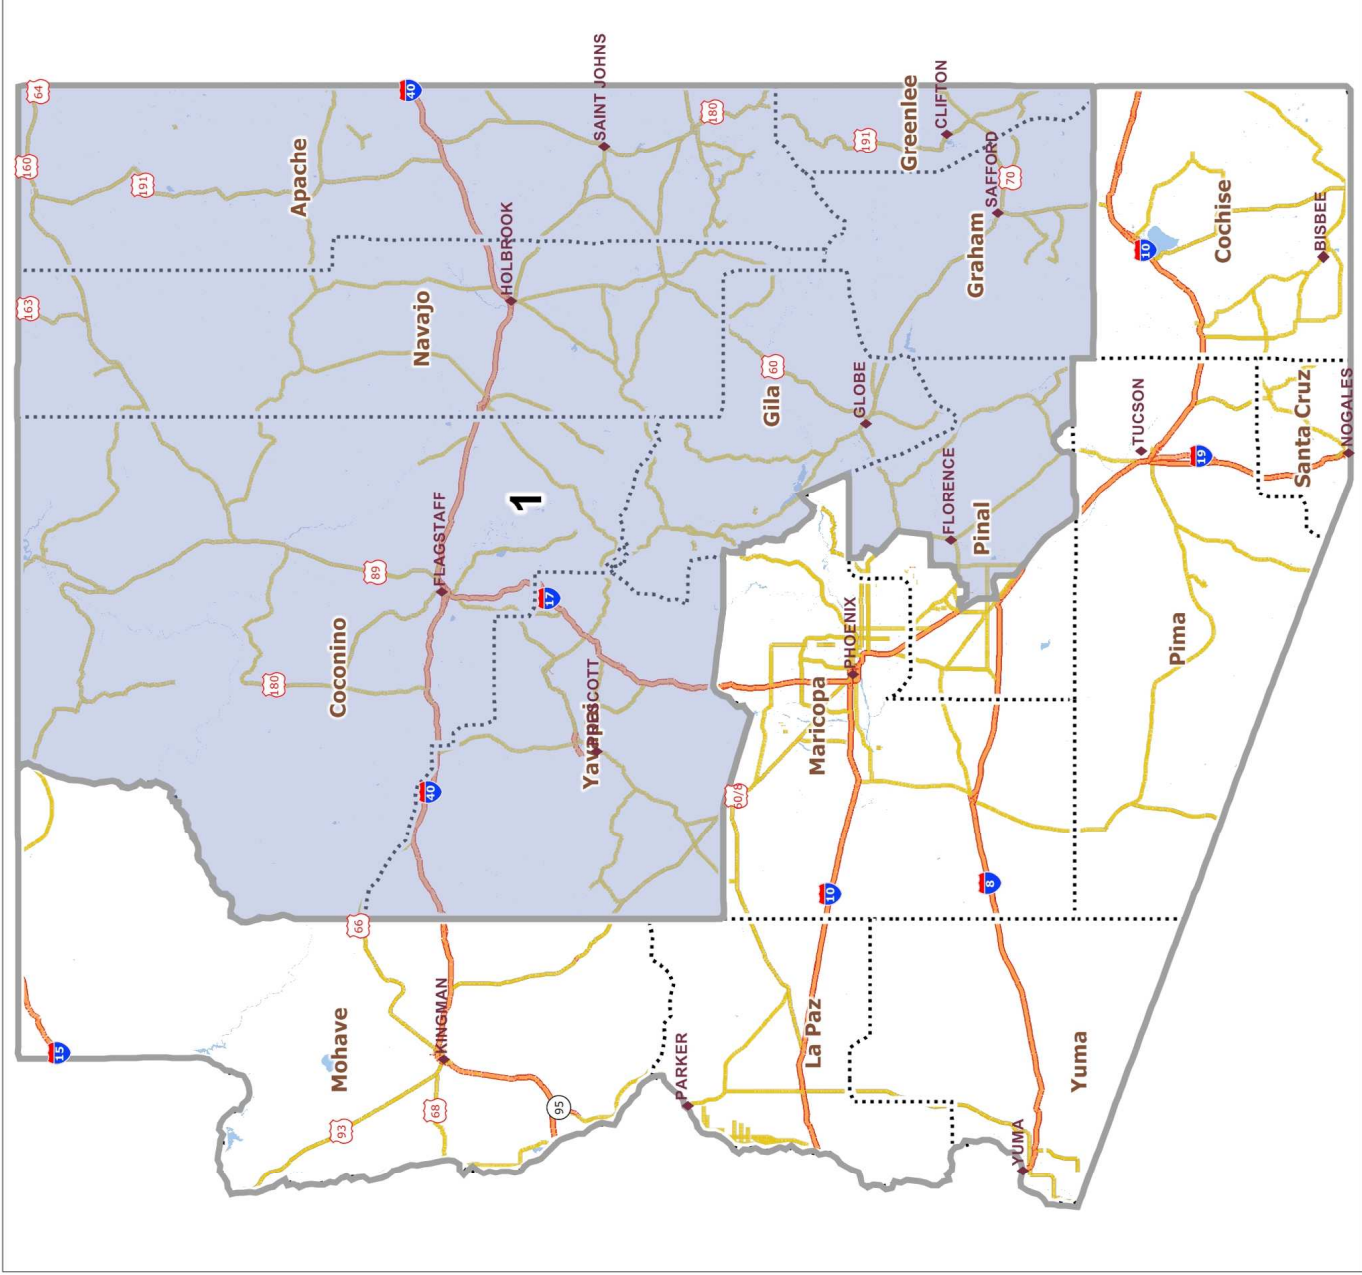 15
163
160
64
191
180
Apache
93
Mohave
Coconino
66
89
40
Navajo
40
68
KINGMAN
FLAGSTAFF
HOLBROOK
1
17
95
Yavapai
PRESCOTT
SAINT JOHNS
PARKER
180
60/8
Gila
60
La Paz
Maricopa
10
PHOENIX
GLOBE
191
Greenlee
CLIFTON
FLORENCE
Graham
Pinal
8
SAFFORD
70
YUMA
Yuma
TUCSON
10
Pima
19
Cochise
Santa Cruz
BISBEE
NOGALES